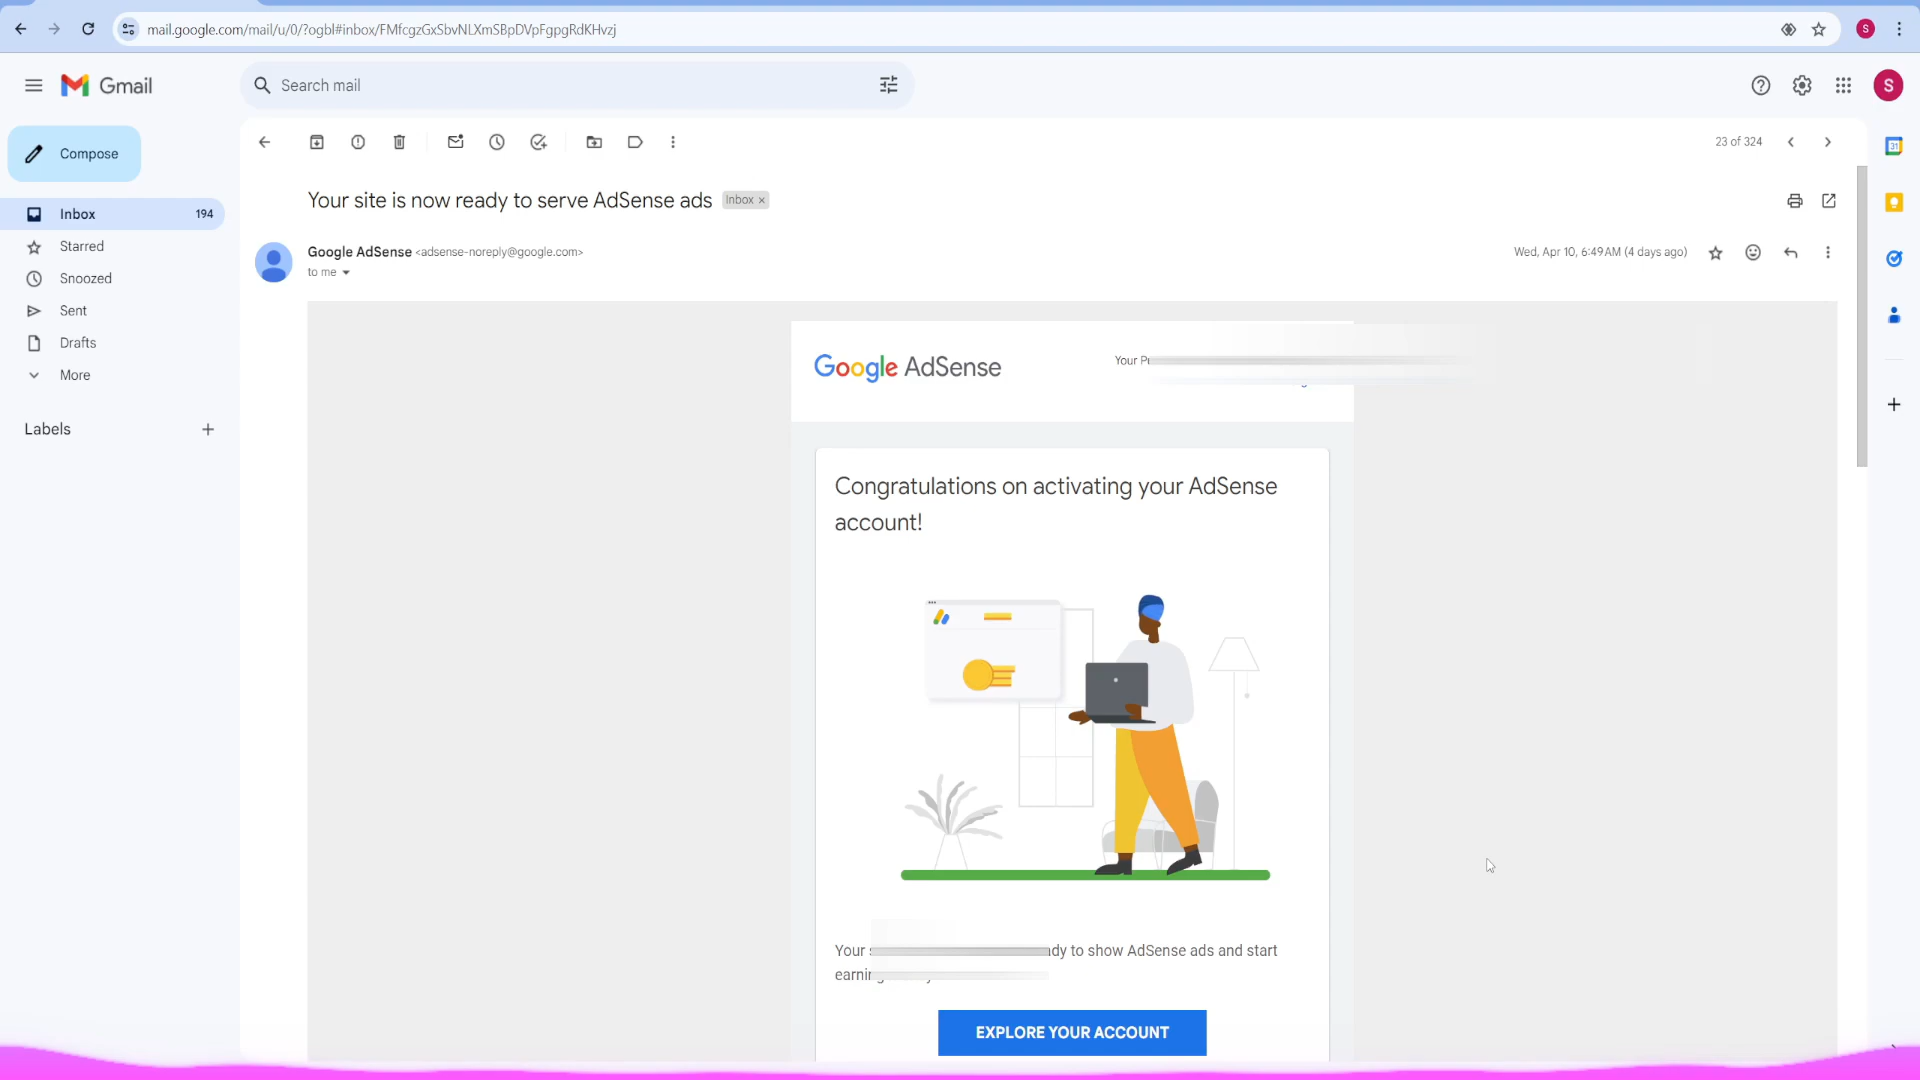 mail.google.com/mail/u/0/?ogbl#inbox/FMfcgzGxSbvNLXmSBpDVpFgpgRdKHvzj
S
Gmail
Search mail
S
Compose
23 of 324
31
Inbox 194
Your site is now ready to serve AdSense ads Inbox ×
Starred
Google AdSense <adsense-noreply@google.com>
Wed, Apr 10, 6:49 AM (4 days ago)
to me
Snoozed
Sent
Drafts
More
Google AdSense
Your
Labels
Congratulations on activating your AdSense
account!
Your
to show AdSense ads and start
EXPLORE YOUR ACCOUNT